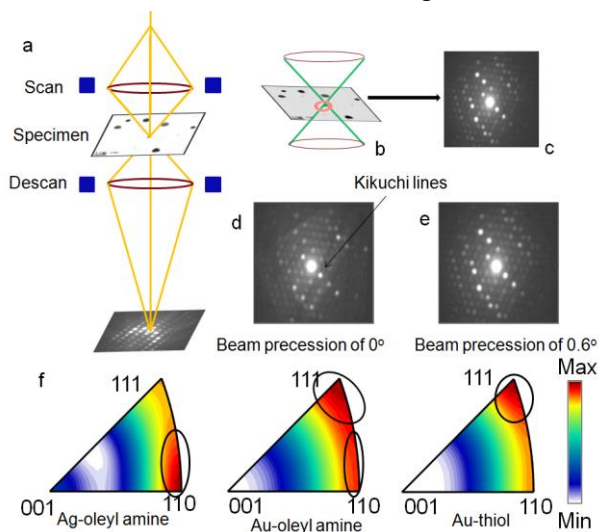 a
Scan
Specimen
Descan
b
c
Kikuchi lines
d
e
Beam precession of 0°
Beam precession of 0.6°
f
111
111
111
Max
001
110
001
110
001
110
Min
Ag-oleyl amine
Au-oleyl amine
Au-thiol